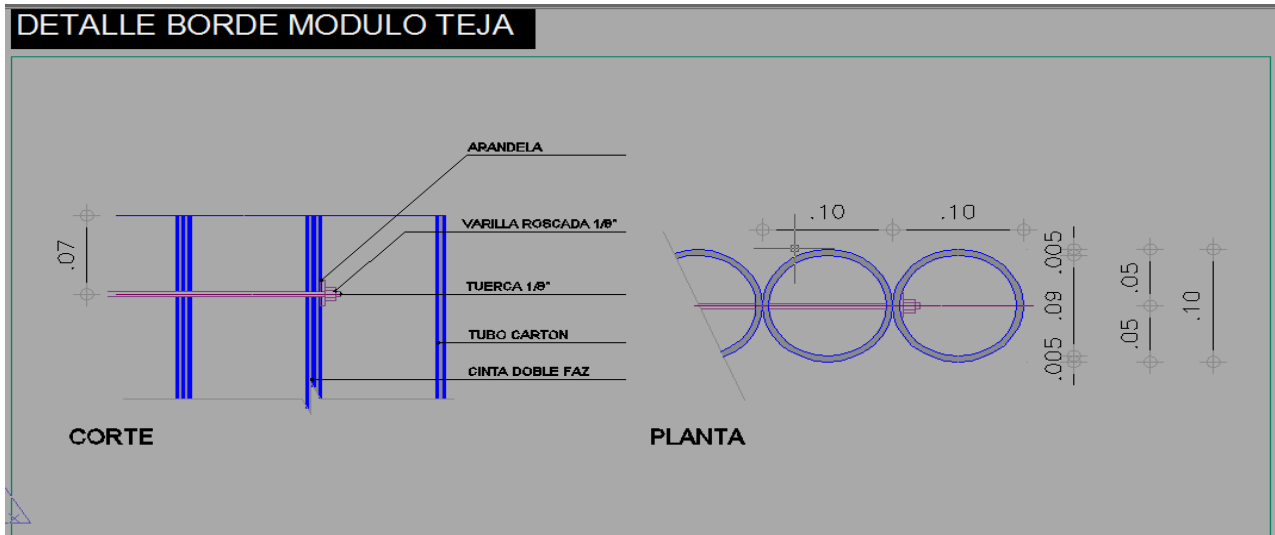 DETALLE BORDE MODULO TEJA
ARANDELA
VARILLA ROSCADA 1/8"
TUERCA 1/8"
TUBO CARTON
CINTA DOBLE FAZ
.07
CORTE
.10 .10
.005
.09
.005
.05
.05
.10
PLANTA